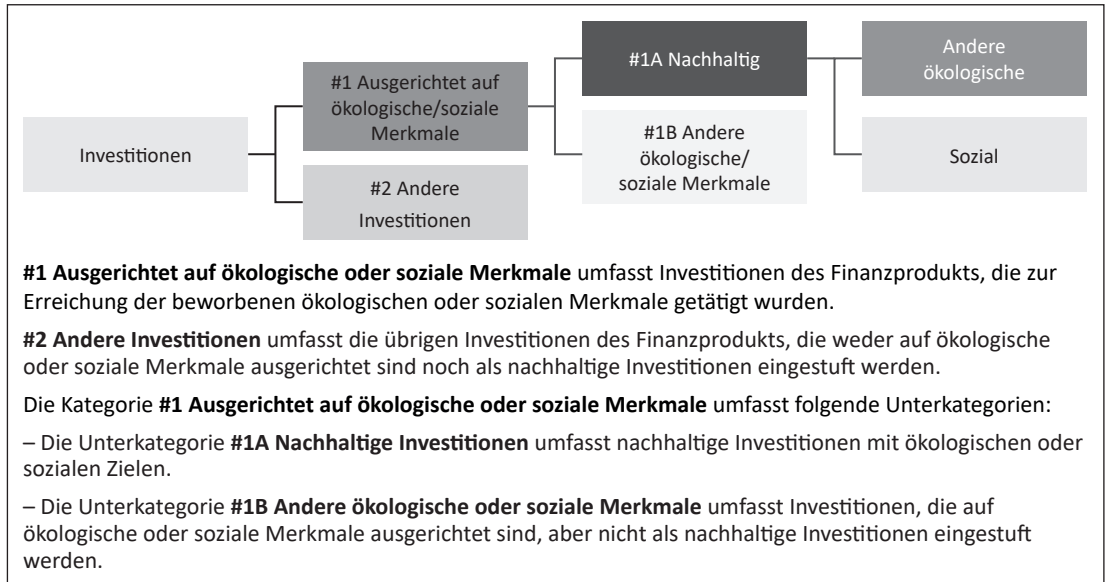 Investitionen
#1 Ausgerichtet auf
ökologische/soziale
Merkmale
#2 Andere
Investitionen
#1A Nachhaltig
#1B Andere
ökologische/
soziale Merkmale
Andere
ökologische
Sozial
#1 Ausgerichtet auf ökologische oder soziale Merkmale umfasst Investitionen des Finanzprodukts, die zur
Erreichung der beworbenen ökologischen oder sozialen Merkmale getätigt wurden.
#2 Andere Investitionen umfasst die übrigen Investitionen des Finanzprodukts, die weder auf ökologische
oder soziale Merkmale ausgerichtet sind noch als nachhaltige Investitionen eingestuft werden.
Die Kategorie #1 Ausgerichtet auf ökologische oder soziale Merkmale umfasst folgende Unterkategorien:
– Die Unterkategorie #1A Nachhaltige Investitionen umfasst nachhaltige Investitionen mit ökologischen oder
sozialen Zielen.
– Die Unterkategorie #1B Andere ökologische oder soziale Merkmale umfasst Investitionen, die auf
ökologische oder soziale Merkmale ausgerichtet sind, aber nicht als nachhaltige Investitionen eingestuft
werden.